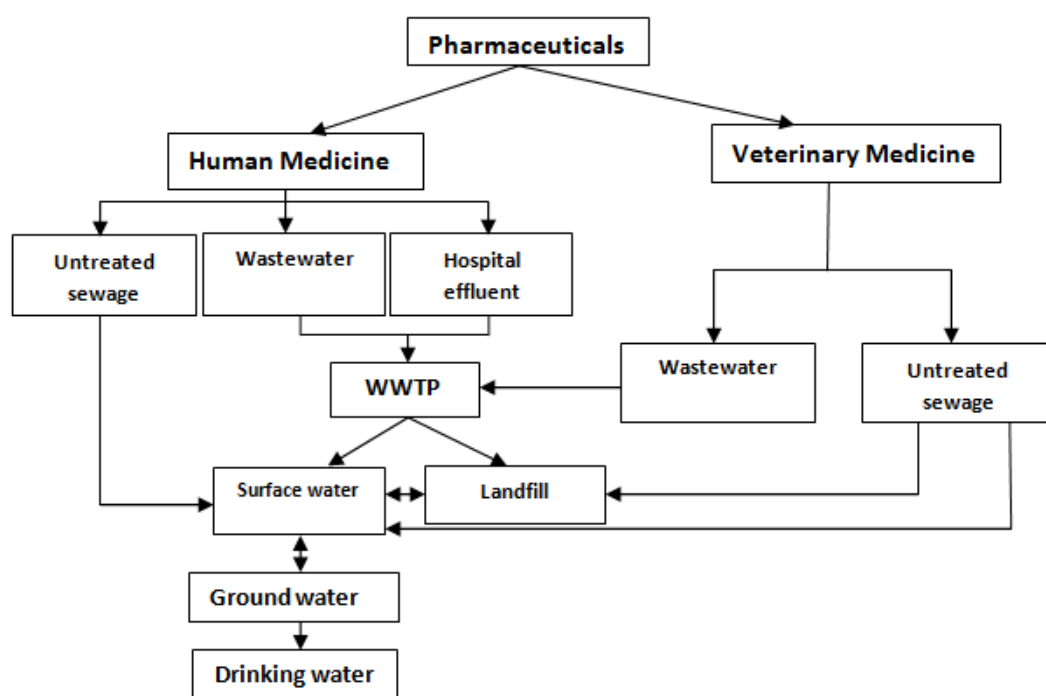 Pharmaceuticals
Human Medicine
Veterinary Medicine
Untreated
sewage
Wastewater
Hospital
effluent
WWTP
Wastewater
Untreated
sewage
Surface water
Landfill
Ground water
Drinking water